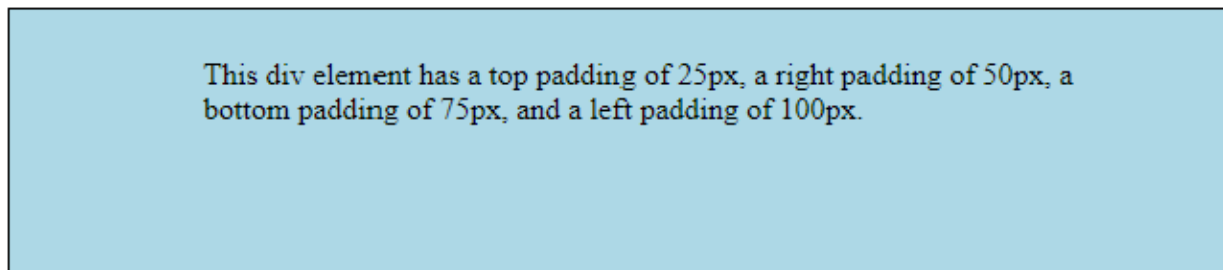 This div element has a top padding of 25px, a right padding of 50px, a
bottom padding of 75px, and a left padding of 100px.